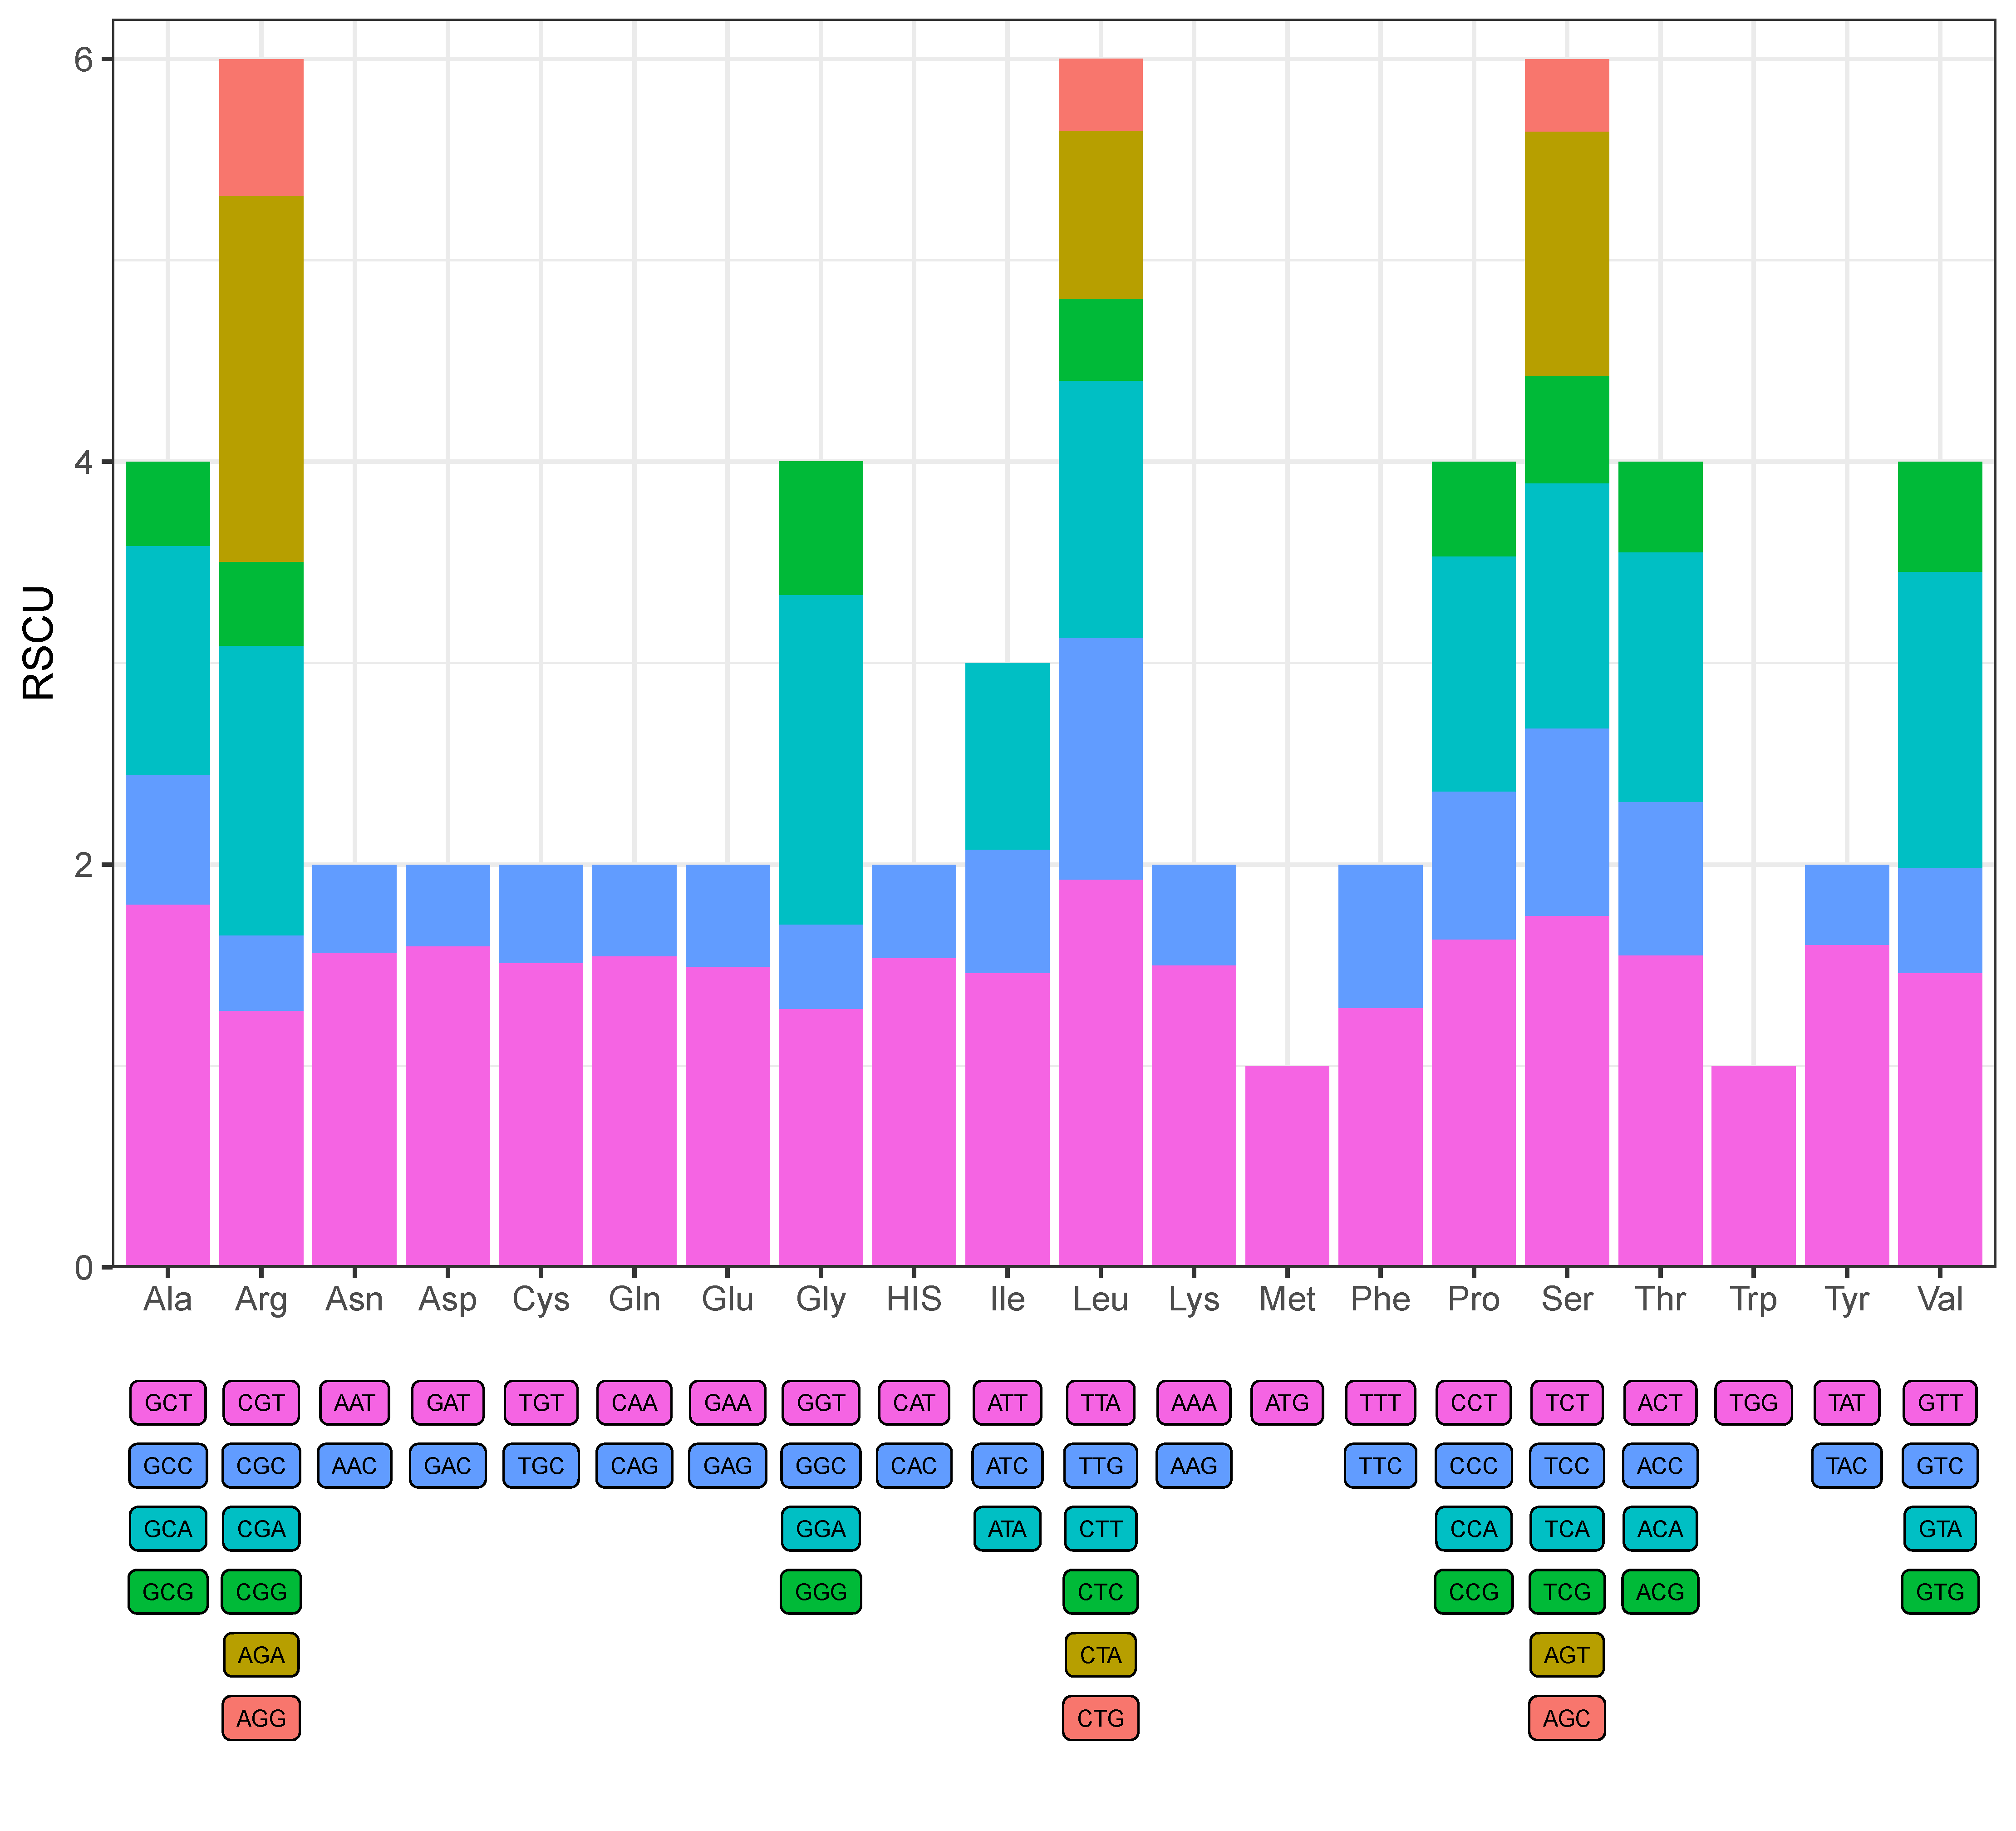 6
4
2
0
RSCU
Ala Arg Asn Asp Cys Gln Glu Gly HIS Ile Leu Lys Met Phe Pro Ser Thr Trp Tyr Val
GCT CGT AAT GAT TGT CAA GAA GGT CAT ATT TTA AAA ATG TTT CCT TCT ACT TGG TAT GTT
GCC CGC AAC GAC TGC CAG GAG GGC CAC ATC TTG AAG TTC CCC TCC ACC TAC GTC
GCA CGA GGA ATA CTT CCA TCA ACA GTA
GCG CGG GGG CTC CCG TCG ACG GTG
AGA CTA AGT
AGG CTG AGC